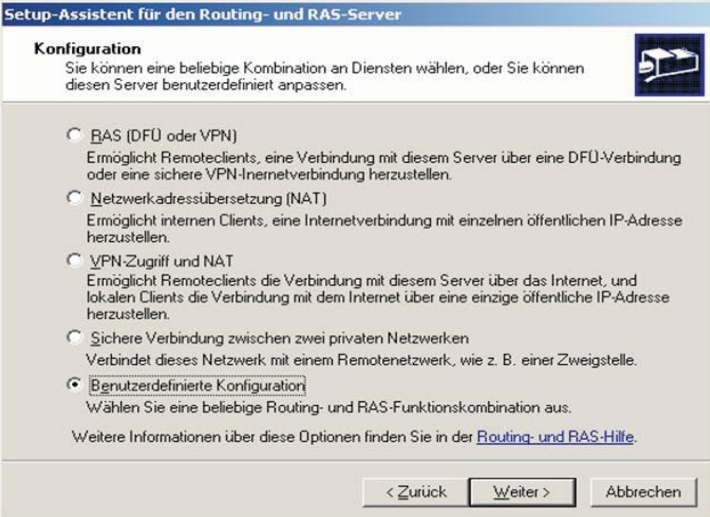 Setup-Assistent für den Routing- und RAS-Server
Konfiguration
Sie können eine beliebige Kombination an Diensten wählen, oder Sie können
diesen Server benutzerdefiniert anpassen.
RAS (DFÜ oder VPN)
Ermöglicht Remoteclients, eine Verbindung mit diesem Server über eine DFÜ-Verbindung
oder eine sichere VPN-Inernetverbindung herzustellen.
Netzwerkadressübersetzung (NAT)
Ermöglicht internen Clients, eine Internetverbindung mit einzelnen öffentlichen IP-Adresse
herzustellen.
VPN-Zugriff und NAT
Ermöglicht Remoteclients die Verbindung mit diesem Server über das Internet, und
lokalen Clients die Verbindung mit dem Internet über eine einzige öffentliche IP-Adresse
herzustellen.
Sichere Verbindung zwischen zwei privaten Netzwerken
Verbindet dieses Netzwerk mit einem Remotenetzwerk, wie z. B. einer Zweigstelle.
Benutzerdefinierte Konfiguration
Wählen Sie eine beliebige Routing- und RAS-Funktionskombination aus.
Weitere Informationen über diese Optionen finden Sie in der Routing- und RAS-Hilfe.
< Zurück Weiter > Abbrechen